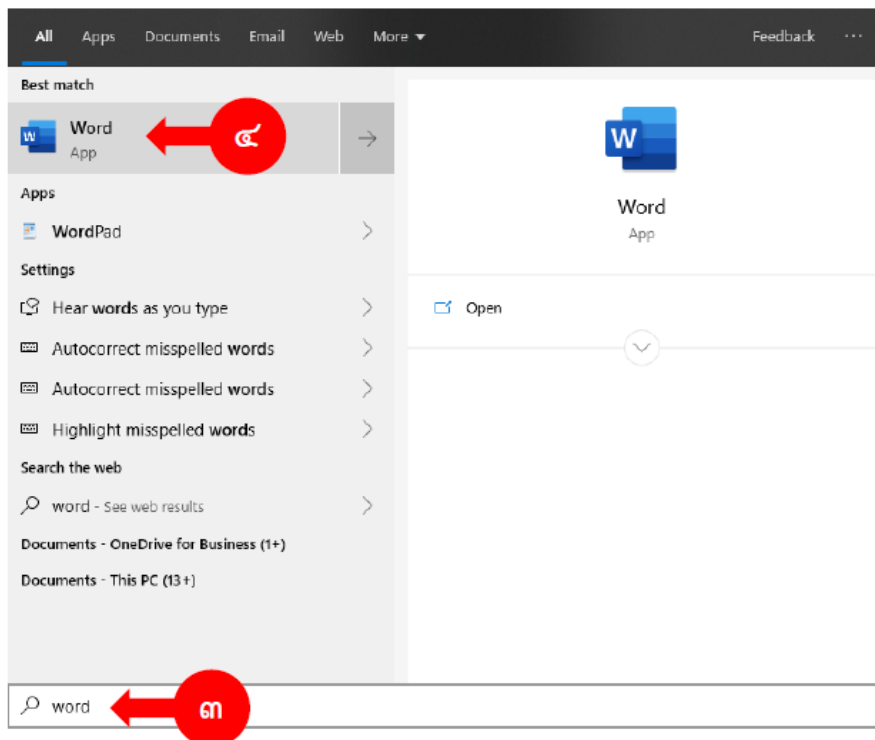 All Apps Documents Email Web More Feedback ...
Best match
Word
App
๔
Apps
WordPad
Settings
Hear words as you type
Autocorrect misspelled words
Autocorrect misspelled words
Highlight misspelled words
Search the web
word - See web results
Documents - OneDrive for Business (1+)
Documents - This PC (13+)
W
Word
App
Open
word
๓